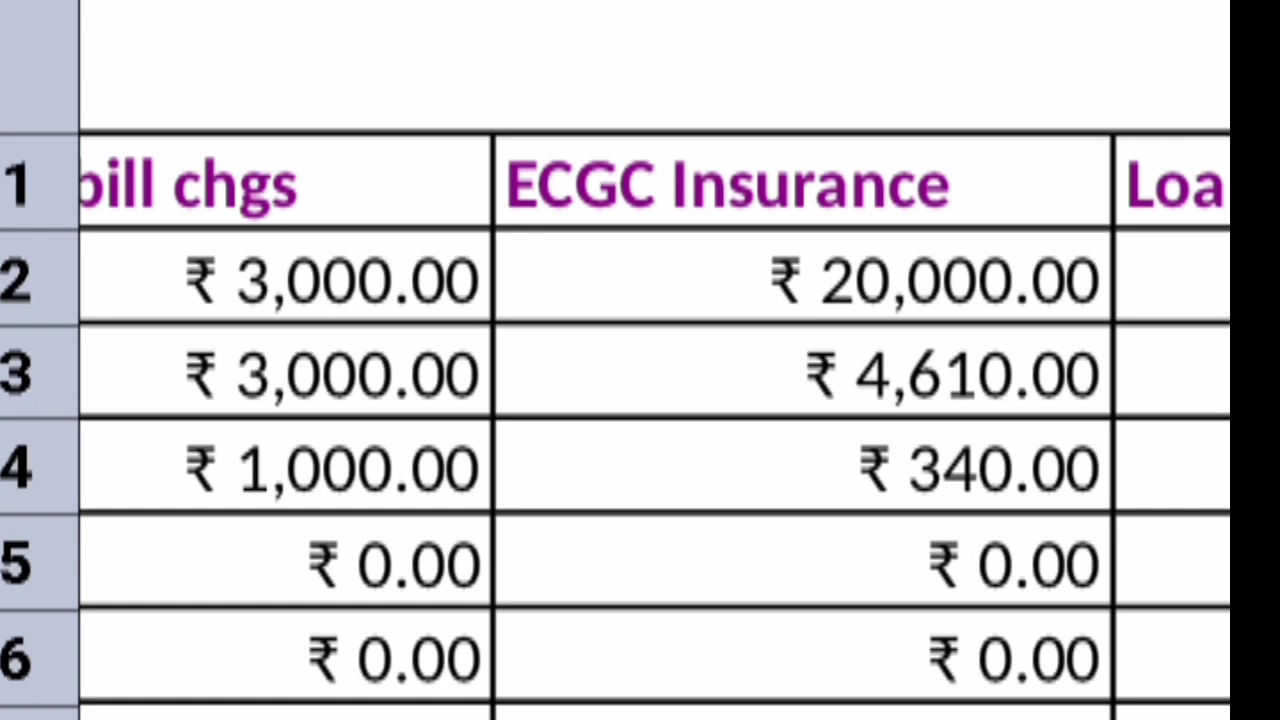 1 bill chgs ECGC Insurance Loa
2 ₹ 3,000.00 ₹ 20,000.00
3 ₹ 3,000.00 ₹ 4,610.00
4 ₹ 1,000.00 ₹ 340.00
5 ₹ 0.00 ₹ 0.00
6 ₹ 0.00 ₹ 0.00